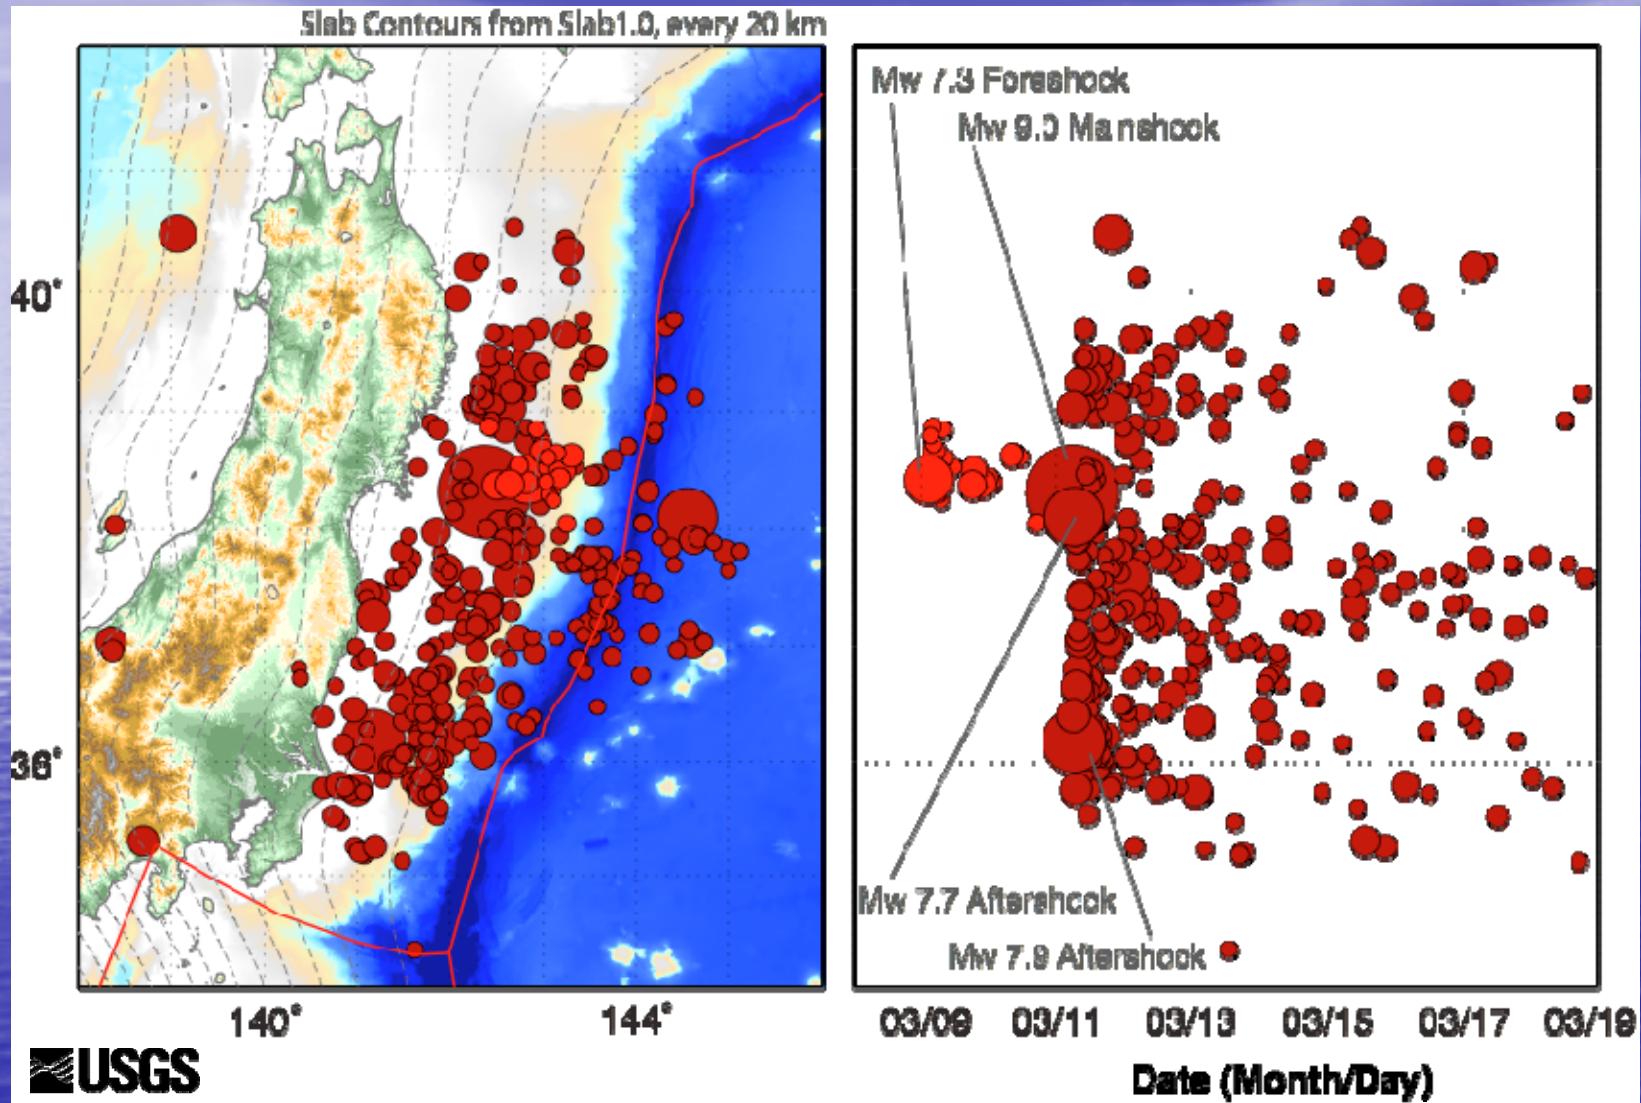 Slab Contours from Slab1.0, every 20 km
Mw 7.3 Foreshock
Mw 9.0 Mainshock
40°
36°
Mw 7.7 Aftershock
Mw 7.9 Aftershock
140°
144°
03/09
03/11
03/13
03/15
03/17
03/19
Date (Month/Day)
USGS